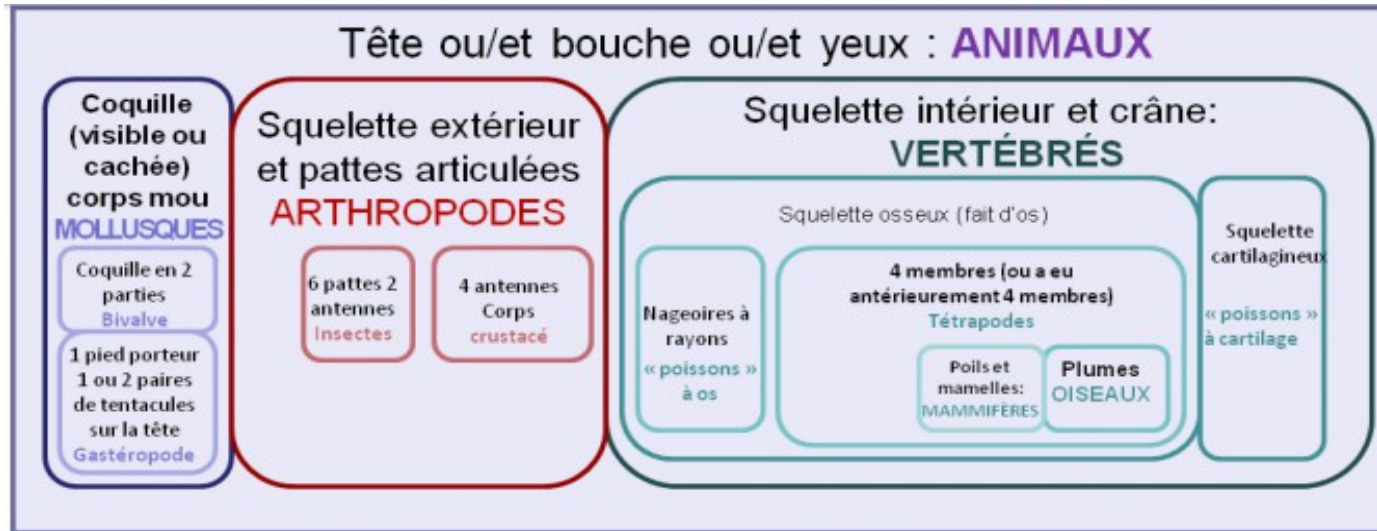 Tête ou/et bouche ou/et yeux : ANIMAUX
Coquille
(visible ou
cachée)
corps mou
MOLLUSQUES
Coquille en 2
parties
Bivalve
1 pied porteur
1 ou 2 paires
de tentacules
sur la tête
Gastéropode
Squelette extérieur
et pattes articulées
ARTHROPODES
6 pattes 2
antennes
Insectes
4 antennes
Corps
crustacé
Squelette intérieur et crâne:
VERTÉBRÉS
Squelette osseux (fait d'os)
Nageoires à
rayons
« poissons »
à os
4 membres (ou a eu
antérieurement 4 membres)
Tétrapodes
Poils et
mamelles:
MAMMIFÈRES
Plumes
OISEAUX
Squelette
cartilagineux
« poissons »
à cartilage